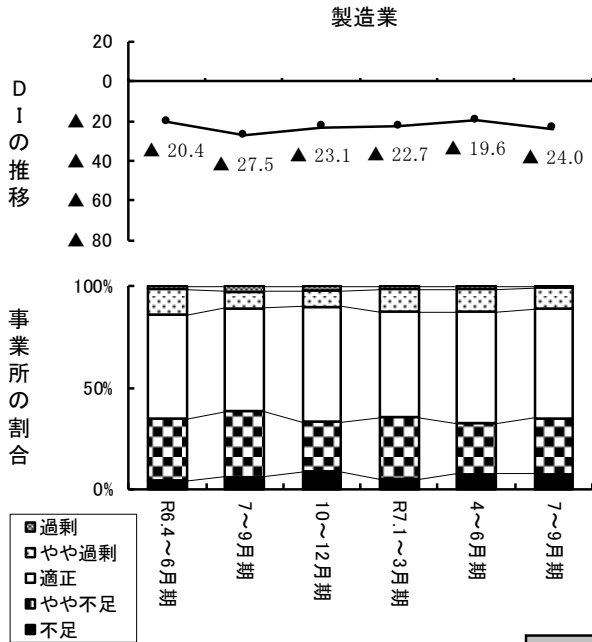 製造業
DIの推移
20
0
▲ 20
▲ 40
▲ 60
▲ 80
▲ 20.4
▲ 27.5
▲ 23.1
▲ 22.7
▲ 19.6
▲ 24.0
事業所の割合
100%
50%
0%
R6.4～6月期
7～9月期
10～12月期
R7.1～3月期
4～6月期
7～9月期
過剰
やや過剰
適正
やや不足
不足